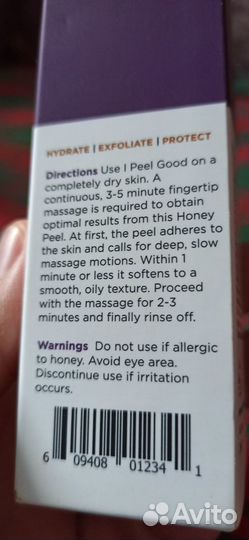 HYDRATE | EXFOLIATE | PROTECT
Directions Use I Peel Good on a
completely dry skin. A
continuous, 3-5 minute fingertip
massage is required to obtain
optimal results from this Honey
Peel. At first, the peel adheres to
the skin and calls for deep, slow
massage motions. Within 1
minute or less it softens to a
smooth, oily texture. Proceed
with the massage for 2-3
minutes and finally rinse off.
Warnings Do not use if allergic
to honey. Avoid eye area.
Discontinue use if irritation
occurs.
6 09408 01234 1
Avito